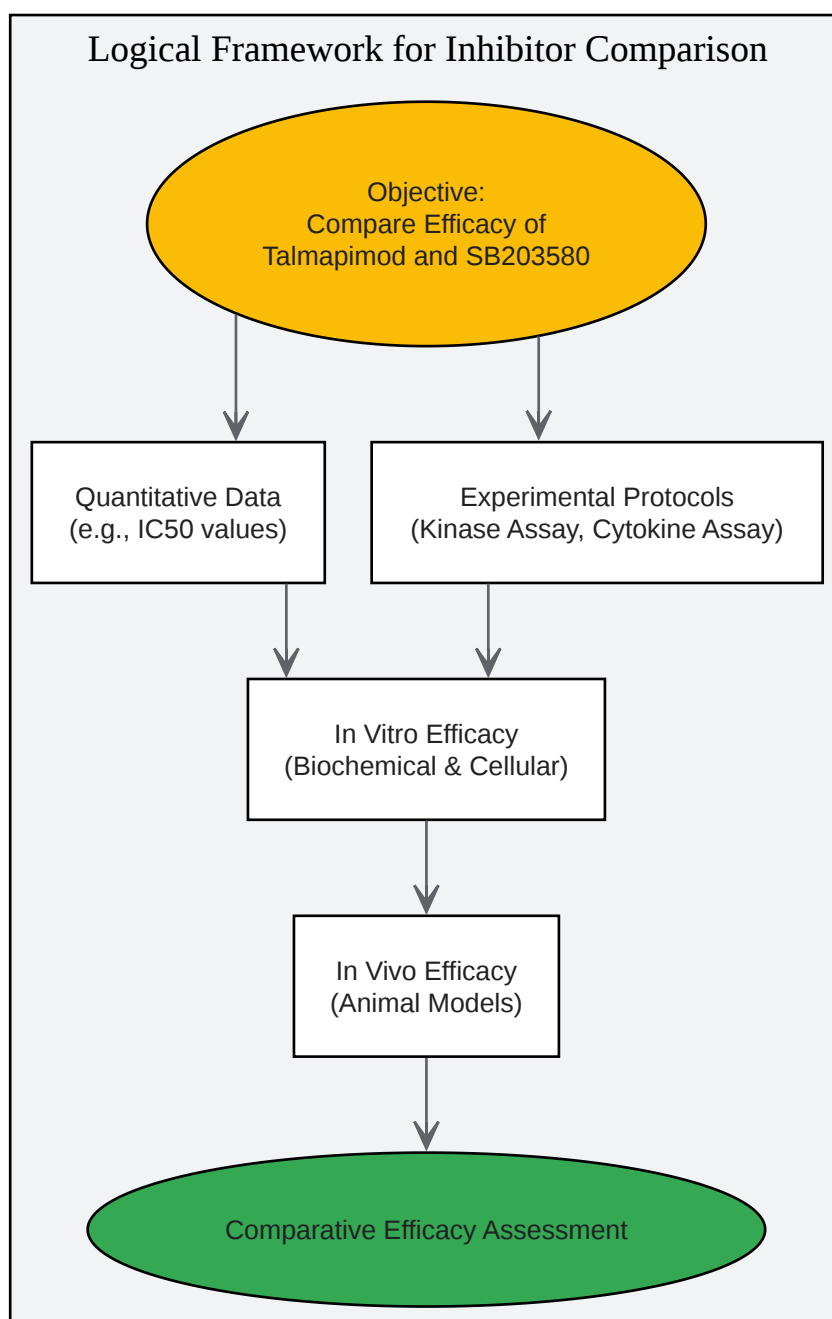 Logical Framework for Inhibitor Comparison
Objective:
Compare Efficacy of
Talmapimod and SB203580
Quantitative Data
(e.g., IC50 values)
Experimental Protocols
(Kinase Assay, Cytokine Assay)
In Vitro Efficacy
(Biochemical & Cellular)
In Vivo Efficacy
(Animal Models)
Comparative Efficacy Assessment